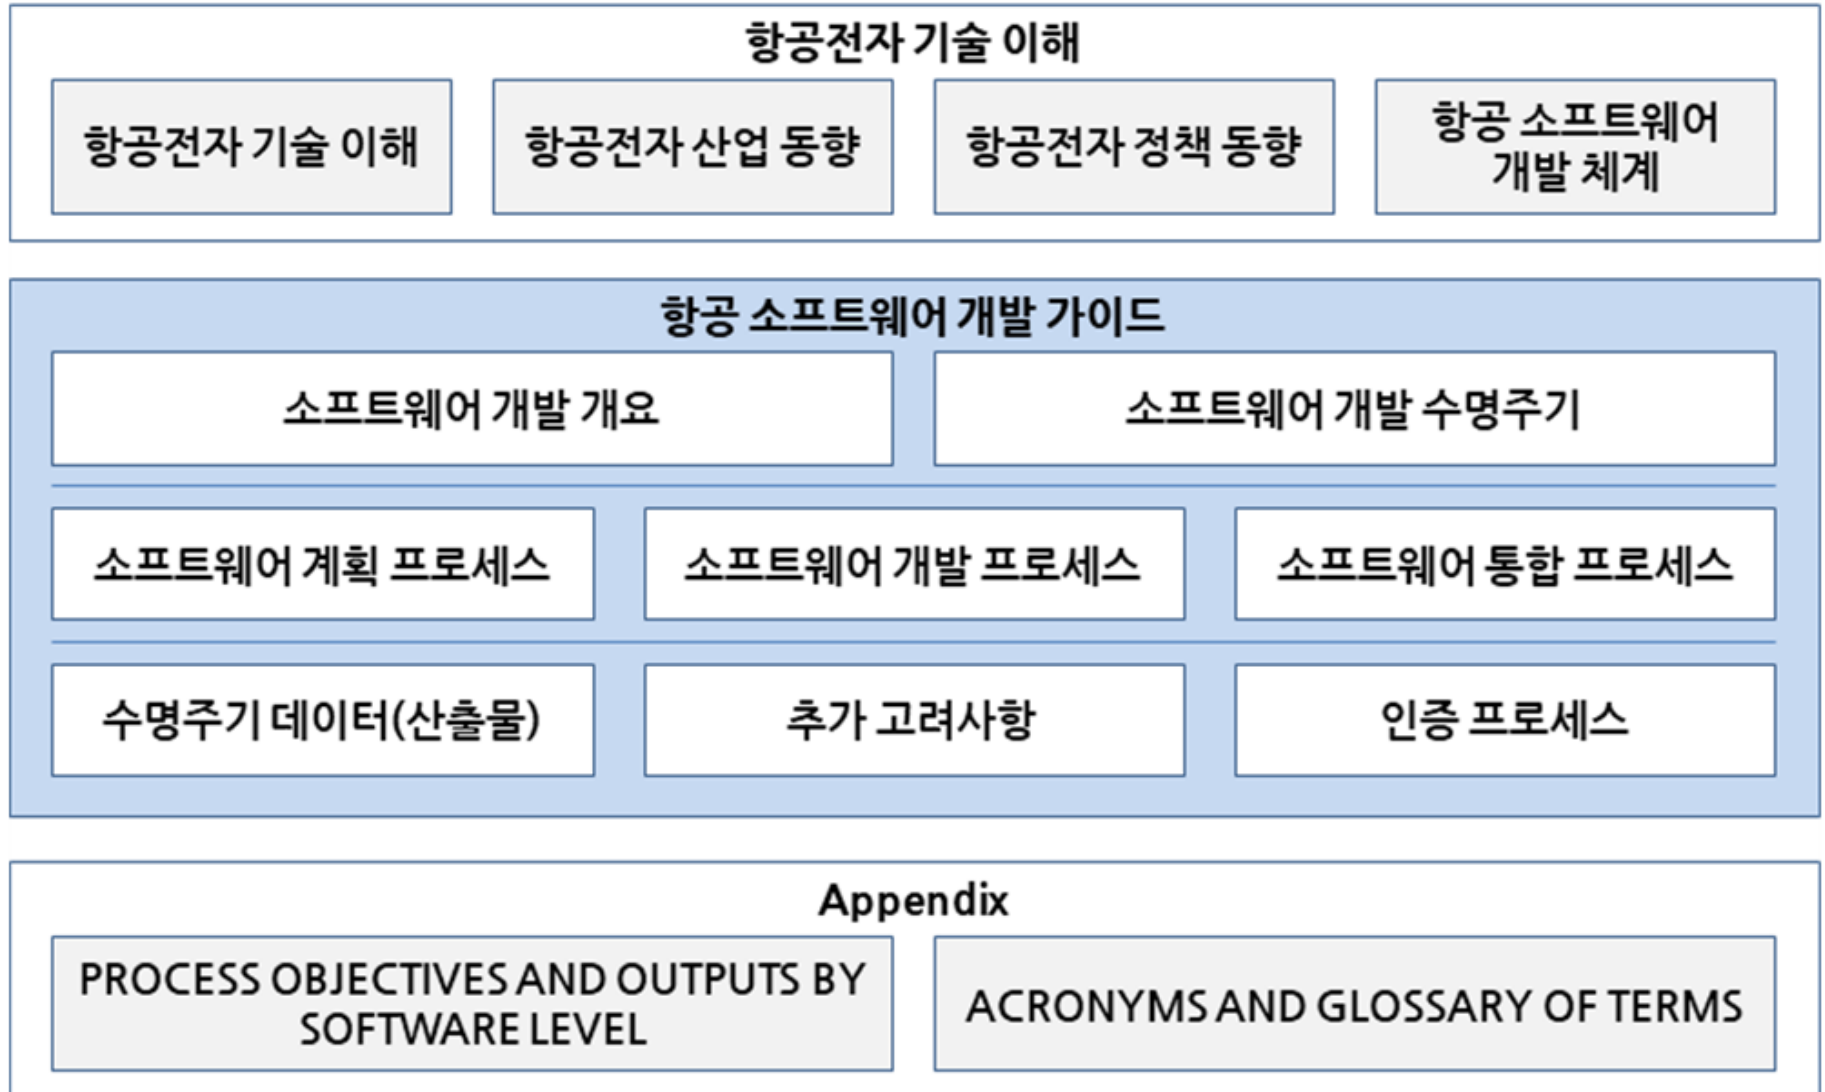 항공전자 기술 이해
항공전자 기술 이해
항공전자 산업 동향
항공전자 정책 동향
항공 소프트웨어
개발 체계
항공 소프트웨어 개발 가이드
소프트웨어 개발 개요
소프트웨어 개발 수명주기
소프트웨어 계획 프로세스
소프트웨어 개발 프로세스
소프트웨어 통합 프로세스
수명주기 데이터(산출물)
추가 고려사항
인증 프로세스
Appendix
PROCESS OBJECTIVES AND OUTPUTS BY
SOFTWARE LEVEL
ACRONYMS AND GLOSSARY OF TERMS